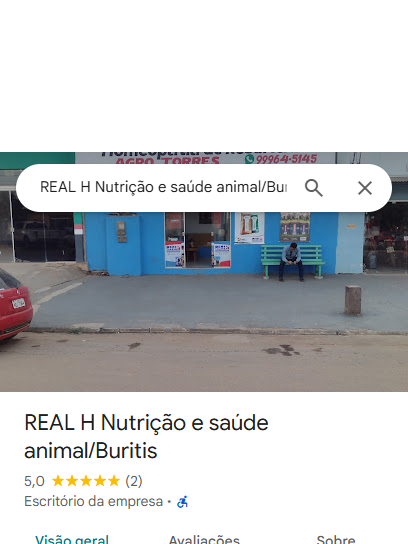 AGRO TORRES
99964-5145
REAL H Nutrição e saúde animal/Bur
REAL H Nutrição e saúde
animal/Buritis
5,0 (2)
Escritório da empresa ·
Visão geral Avaliações Sobre